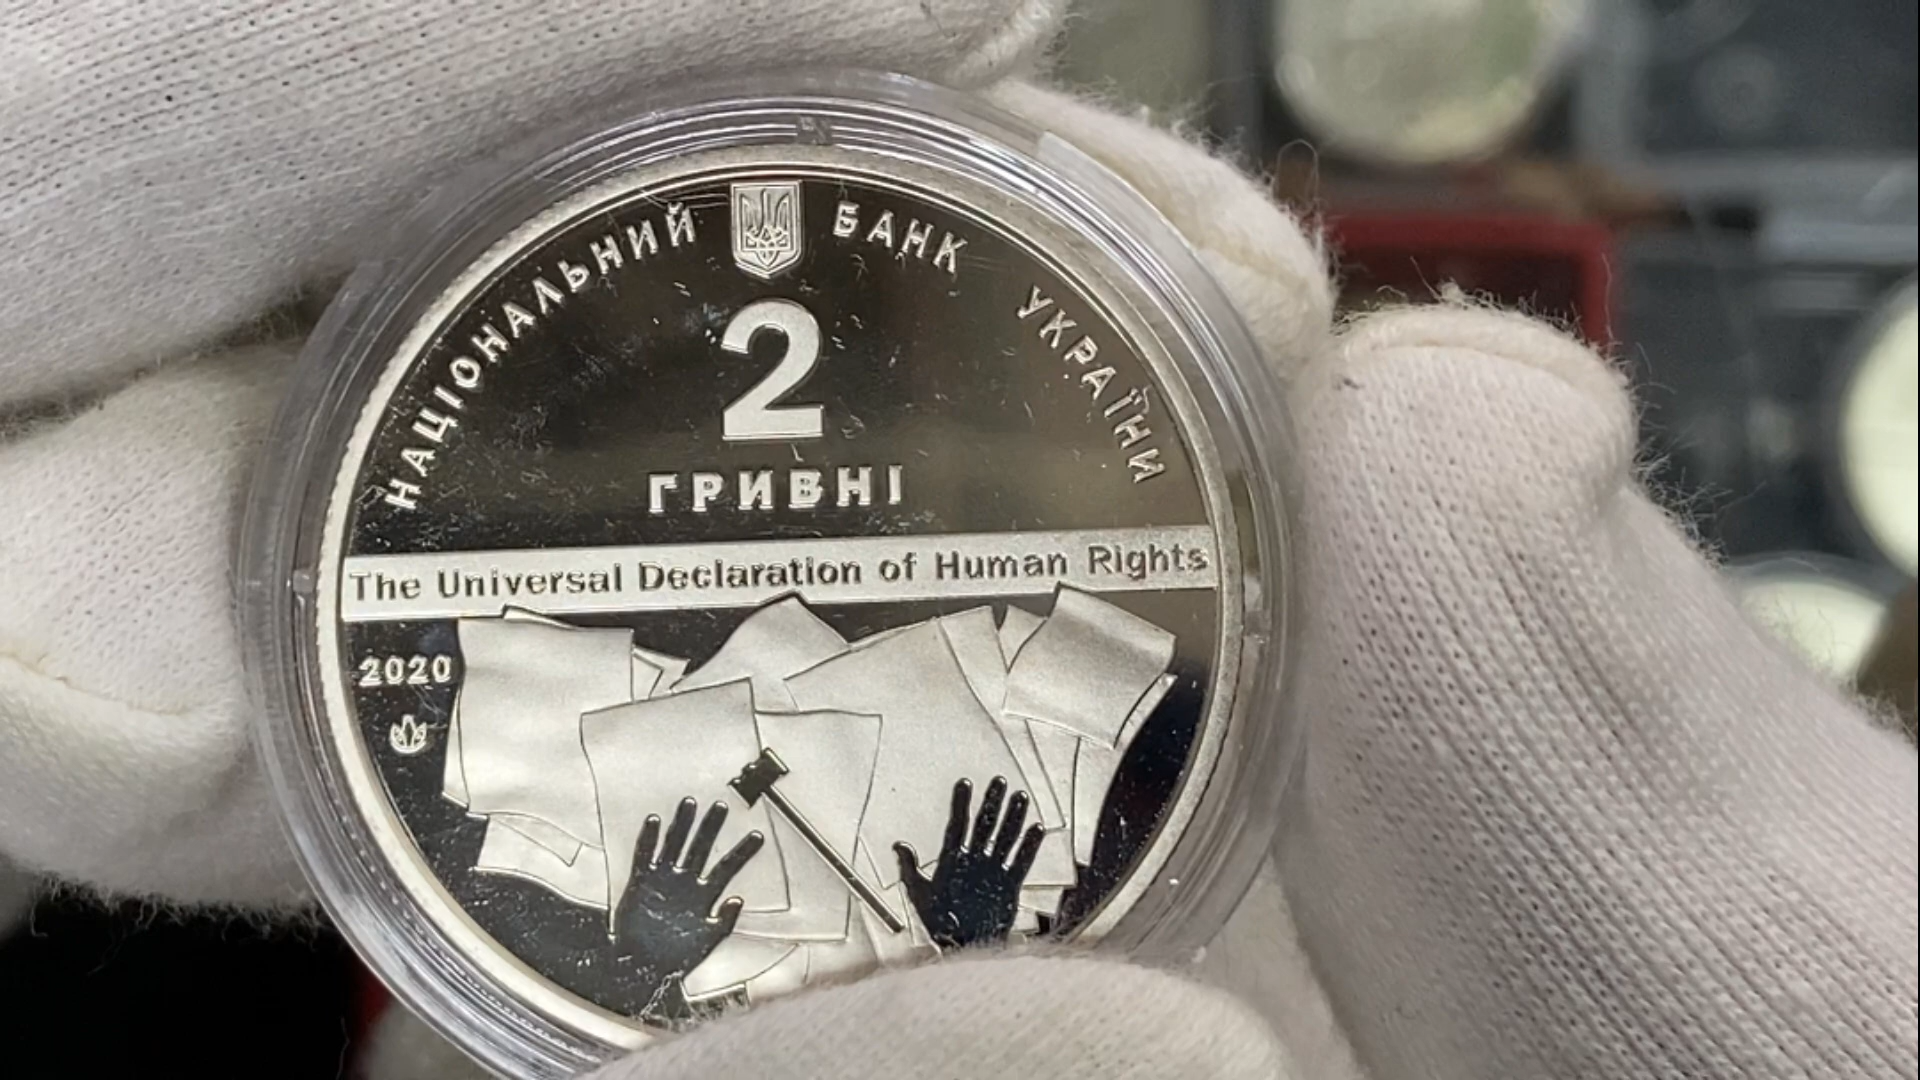 НАЦІОНАЛЬНИЙ БАНК УКРАЇНИ
2
ГРИВНІ
The Universal Declaration of Human Rights
2020